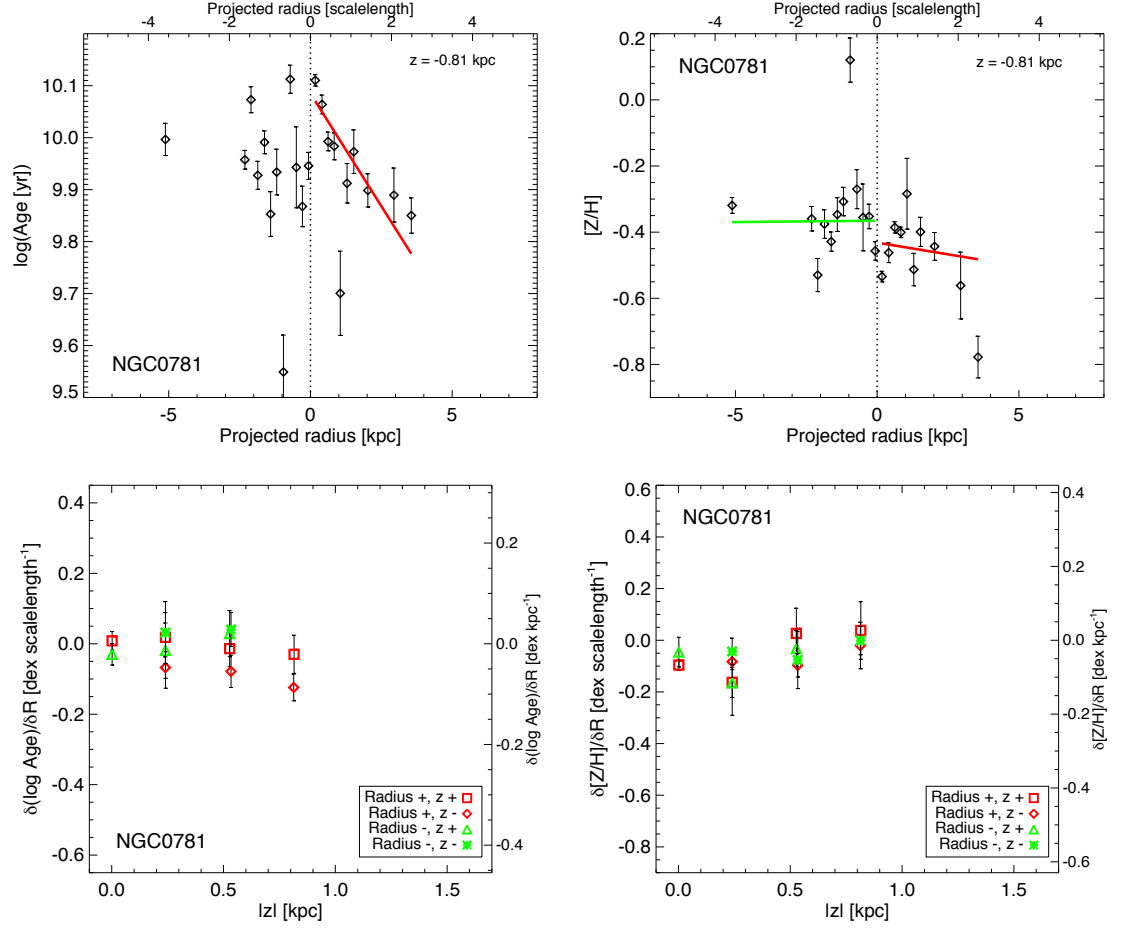 Projected radius [scalelength]
-4 -2 0 2 4
10.1
10.0
9.9
9.8
9.7
9.6
9.5
log(Age [yr])
z = -0.81 kpc
NGC0781
-5 0 5
Projected radius [kpc]
Projected radius [scalelength]
-4 -2 0 2 4
0.2
0.0
-0.2
-0.4
-0.6
-0.8
[Z/H]
NGC0781
z = -0.81 kpc
-5 0 5
Projected radius [kpc]
0.4
0.2
0.0
-0.2
-0.4
-0.6
δ(log Age)/δR [dex scalelength⁻¹]
0.2
0.0
-0.2
-0.4
δ(log Age)/δR [dex kpc⁻¹]
Radius +, z +
Radius +, z -
Radius -, z +
Radius -, z -
NGC0781
0.0 0.5 1.0 1.5
|z| [kpc]
0.6
0.4
0.2
0.0
-0.2
-0.4
-0.6
-0.8
δ[Z/H]/δR [dex scalelength⁻¹]
NGC0781
0.4
0.2
0.0
-0.2
-0.4
-0.6
δ[Z/H]/δR [dex kpc⁻¹]
Radius +, z +
Radius +, z -
Radius -, z +
Radius -, z -
0.0 0.5 1.0 1.5
|z| [kpc]